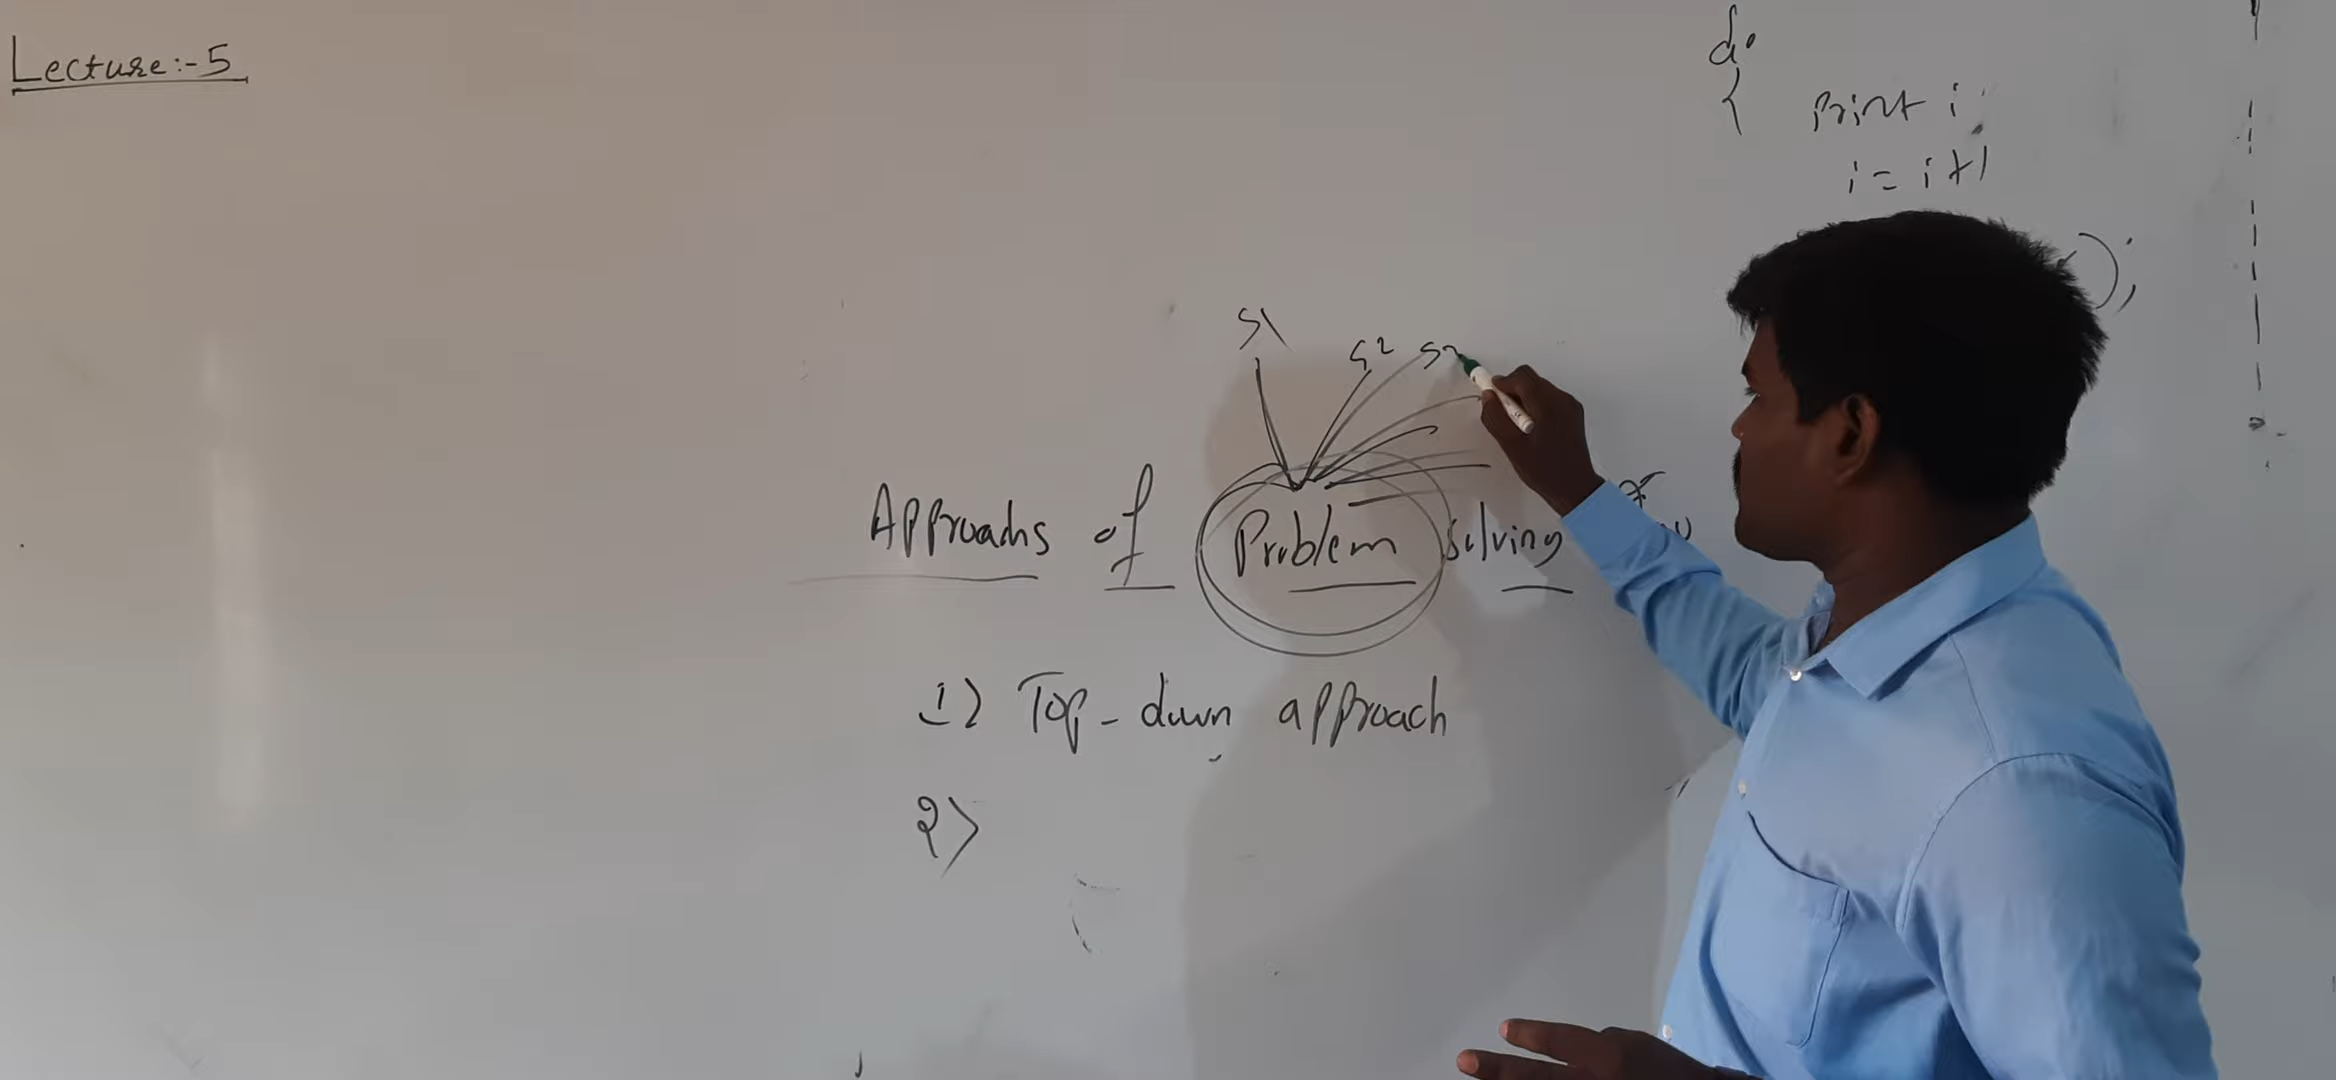 Lecture:-5
do
{
print i;
i = i+1
);
S1
S2 S3
Approachs of Problem solving
1) Top-down approach
2)